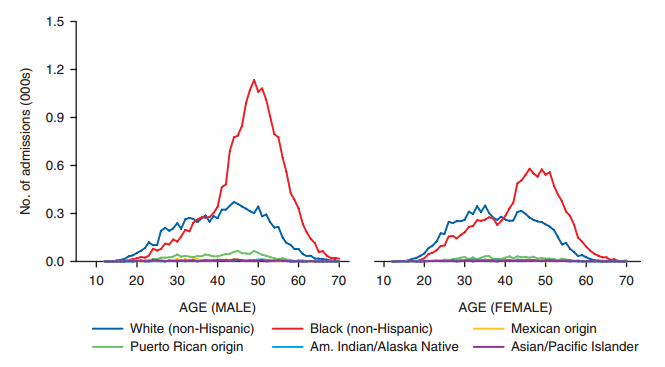 1.5
1.2
0.9
0.6
0.3
0.0
No. of admissions (000s)
10 20 30 40 50 60 70 10 20 30 40 50 60 70
AGE (MALE) AGE (FEMALE)
White (non-Hispanic) Black (non-Hispanic) Mexican origin
Puerto Rican origin Am. Indian/Alaska Native Asian/Pacific Islander